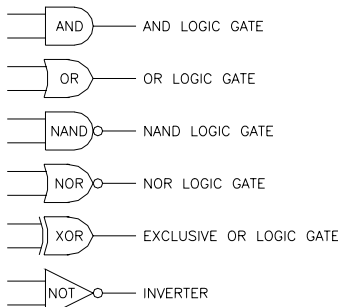 AND AND LOGIC GATE
OR OR LOGIC GATE
NAND NAND LOGIC GATE
NOR NOR LOGIC GATE
XOR EXCLUSIVE OR LOGIC GATE
NOT INVERTER